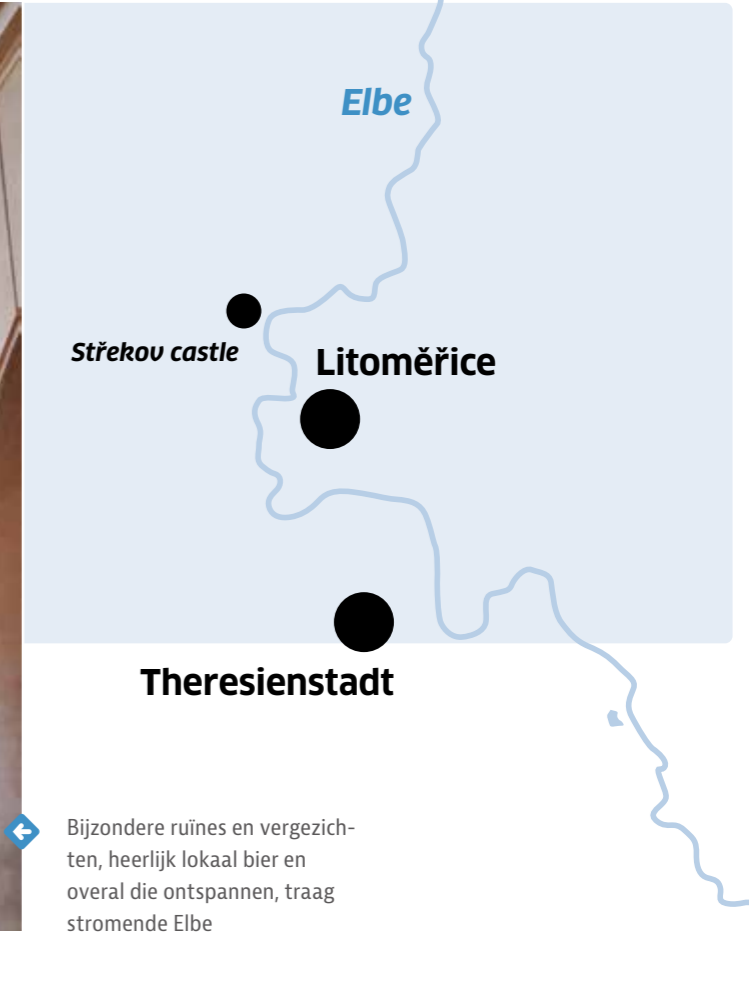 Elbe
Střekov castle
Litoměřice
Theresienstadt
Bijzondere ruïnes en vergezich-
ten, heerlijk lokaal bier en
overal die ontspannen, traag
stromende Elbe